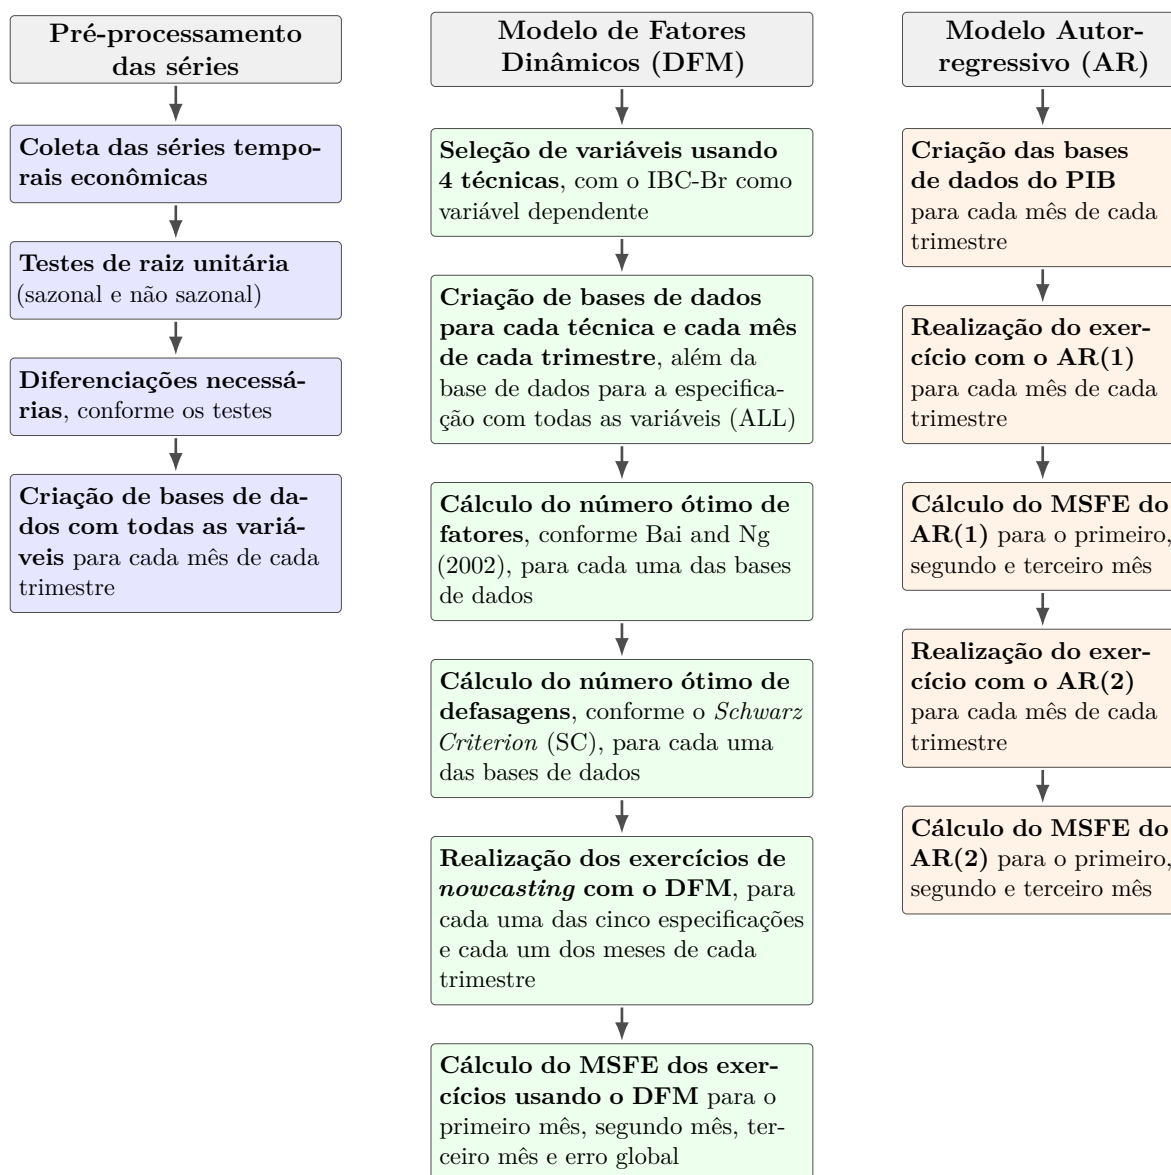 Pré-processamento
das séries
Coleta das séries tempo-
rais econômicas
Testes de raiz unitária
(sazonal e não sazonal)
Diferenciações necessá-
rias, conforme os testes
Criação de bases de da-
dos com todas as variá-
veis para cada mês de cada
trimestre
Modelo de Fatores
Dinâmicos (DFM)
Seleção de variáveis usando
4 técnicas, com o IBC-Br como
variável dependente
Criação de bases de dados
para cada técnica e cada mês
de cada trimestre, além da
base de dados para a especifica-
ção com todas as variáveis (ALL)
Cálculo do número ótimo de
fatores, conforme Bai and Ng
(2002), para cada uma das bases
de dados
Cálculo do número ótimo de
defasagens, conforme o Schwarz
Criterion (SC), para cada uma
das bases de dados
Realização dos exercícios de
nowcasting com o DFM, para
cada uma das cinco especificações
e cada um dos meses de cada
trimestre
Cálculo do MSFE dos exer-
cícios usando o DFM para o
primeiro mês, segundo mês, ter-
ceiro mês e erro global
Modelo Autor-
regressivo (AR)
Criação das bases
de dados do PIB
para cada mês de cada
trimestre
Realização do exer-
cício com o AR(1)
para cada mês de cada
trimestre
Cálculo do MSFE do
AR(1) para o primeiro,
segundo e terceiro mês
Realização do exer-
cício com o AR(2)
para cada mês de cada
trimestre
Cálculo do MSFE do
AR(2) para o primeiro,
segundo e terceiro mês